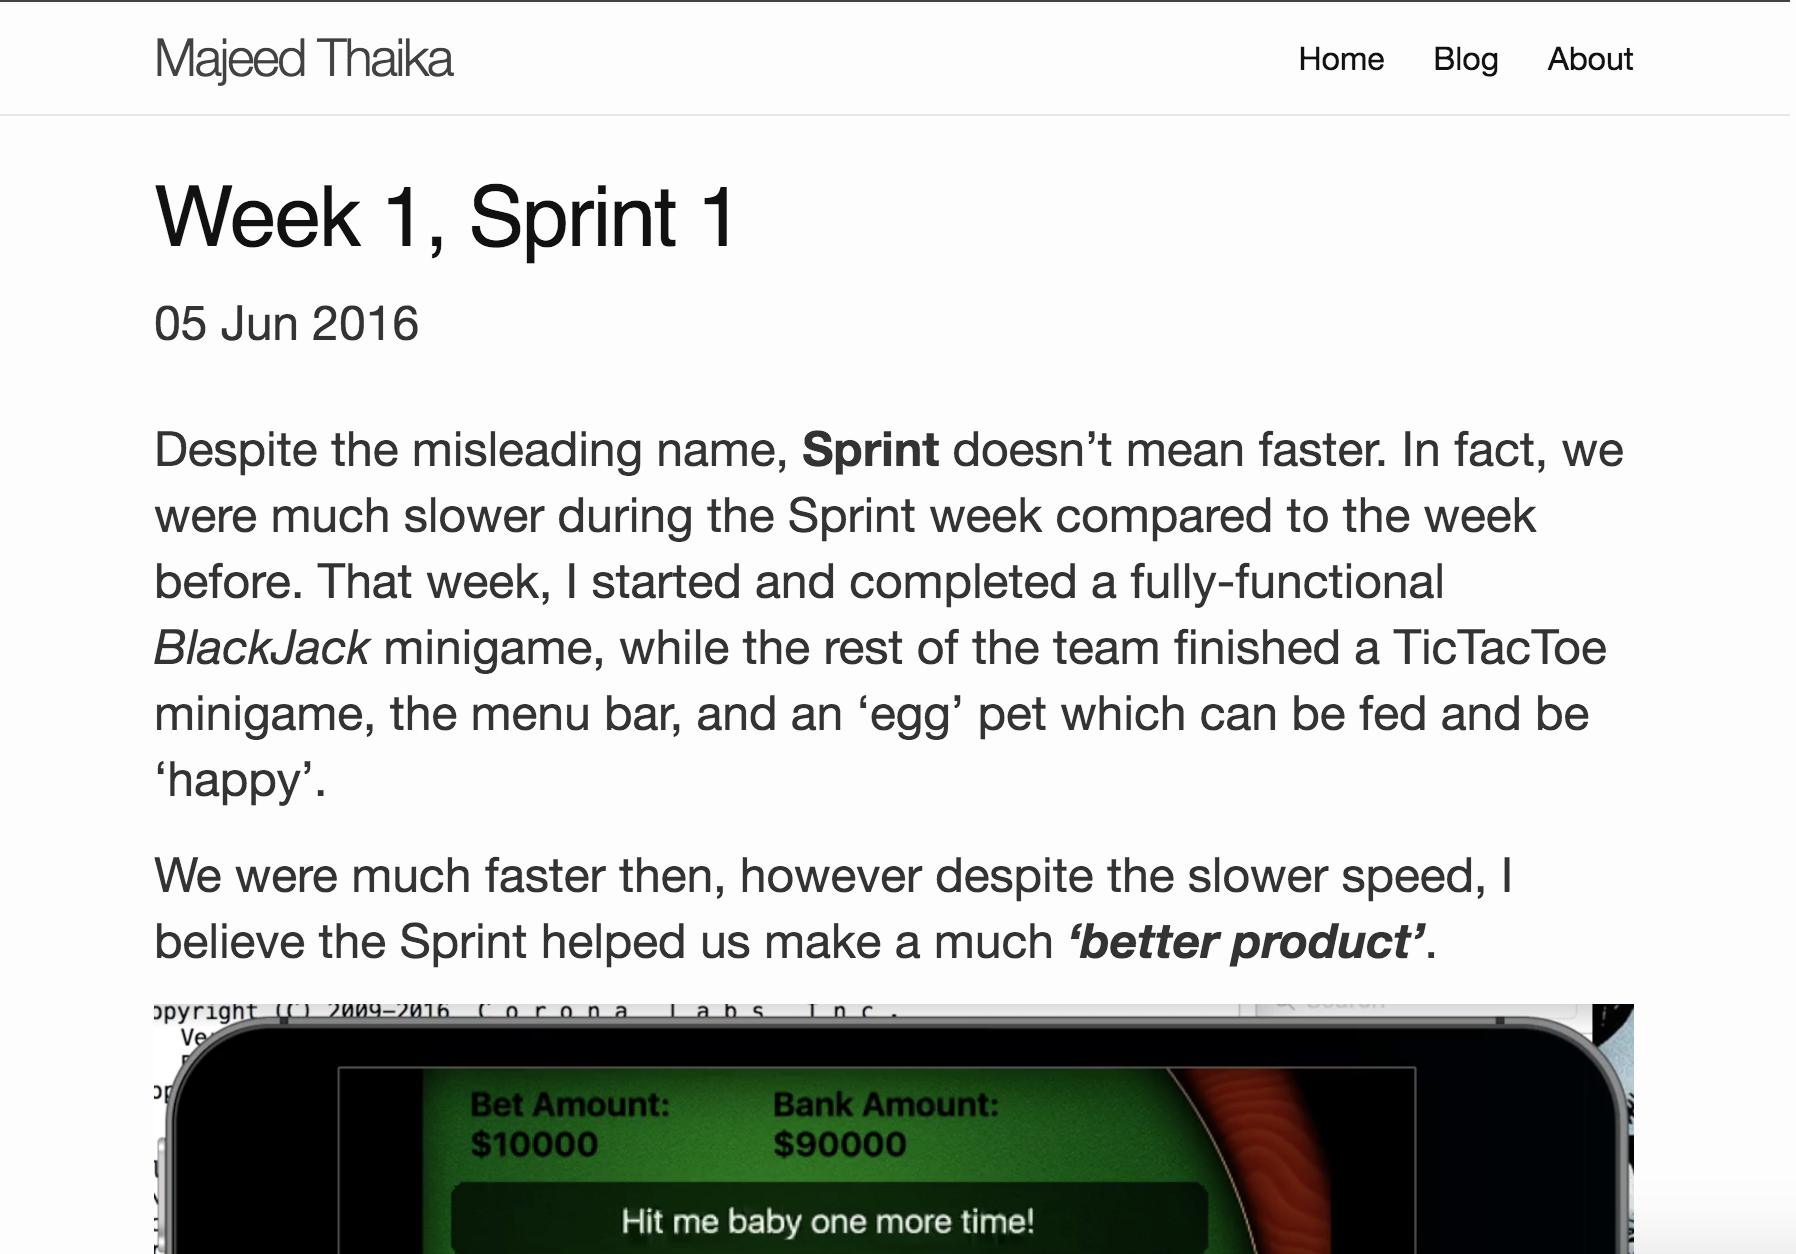 Majeed Thaika
Home Blog About
Week 1, Sprint 1
05 Jun 2016
Despite the misleading name, Sprint doesn’t mean faster. In fact, we
were much slower during the Sprint week compared to the week
before. That week, I started and completed a fully-functional
BlackJack minigame, while the rest of the team finished a TicTacToe
minigame, the menu bar, and an ‘egg’ pet which can be fed and be
‘happy’.
We were much faster then, however despite the slower speed, I
believe the Sprint helped us make a much ‘better product’.
opyright (C) 2009–2016 C o r o n a L a b s I n c .
Search
Ve
Bet Amount: Bank Amount:
$10000 $90000
Hit me baby one more time!